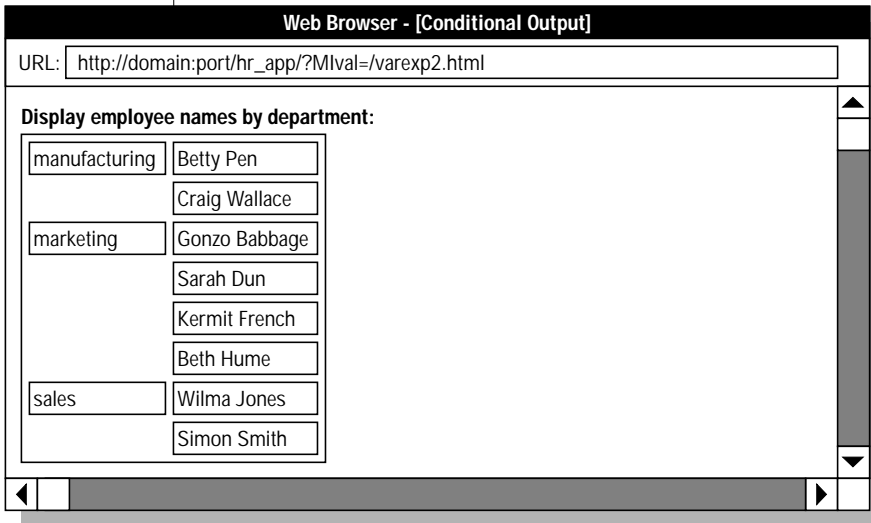 Web Browser - [Conditional Output]
URL: http://domain:port/hr_app/?MIval=/varexp2.html
Display employee names by department:
manufacturing Betty Pen
Craig Wallace
marketing Gonzo Babbage
Sarah Dun
Kermit French
Beth Hume
sales Wilma Jones
Simon Smith